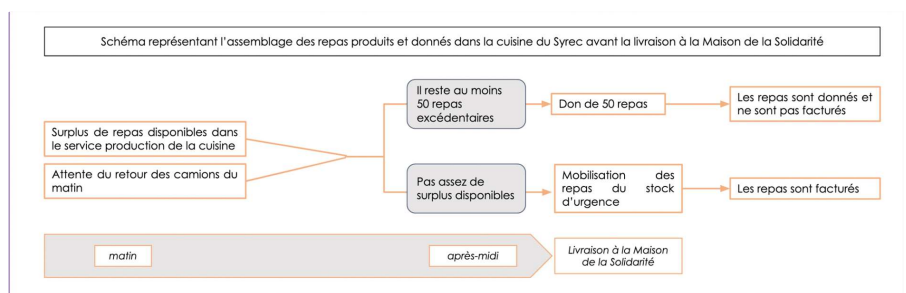 Schéma représentant l'assemblage des repas produits et donnés dans la cuisine du Syrec avant la livraison à la Maison de la Solidarité
Surplus de repas disponibles dans
le service production de la cuisine
Attente du retour des camions du
matin
Il reste au moins
50 repas
excédentaires
Don de 50 repas
Les repas sont donnés et
ne sont pas facturés
Pas assez de
surplus disponibles
Mobilisation des
repas du stock
d'urgence
Les repas sont facturés
matin
après-midi
Livraison à la Maison
de la Solidarité